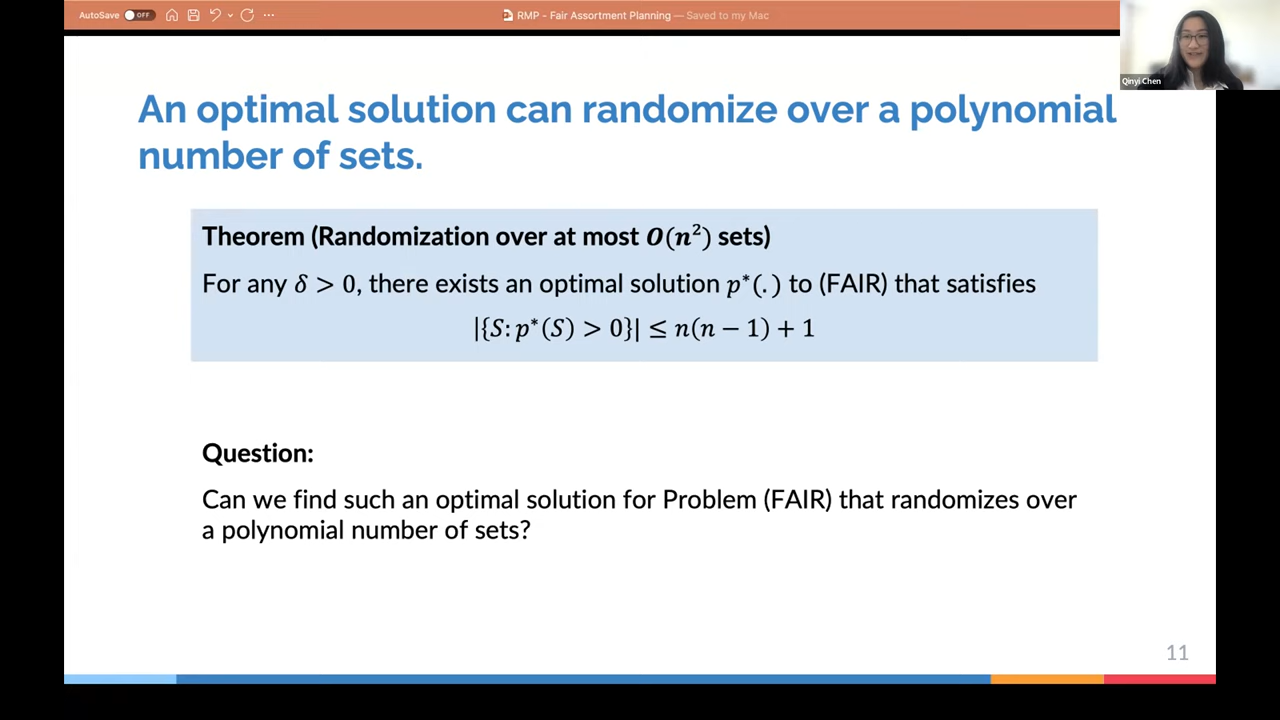 AutoSave OFF
RMP - Fair Assortment Planning — Saved to my Mac
Qinyi Chen
An optimal solution can randomize over a polynomial
number of sets.
Theorem (Randomization over at most O(n²) sets)
For any δ > 0, there exists an optimal solution p*(.) to (FAIR) that satisfies
|{S: p*(S) > 0}| ≤ n(n − 1) + 1
Question:
Can we find such an optimal solution for Problem (FAIR) that randomizes over
a polynomial number of sets?
11